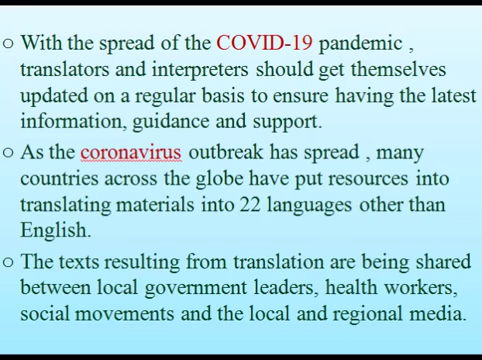 ○ With the spread of the COVID-19 pandemic ,
translators and interpreters should get themselves
updated on a regular basis to ensure having the latest
information, guidance and support.
○ As the coronavirus outbreak has spread , many
countries across the globe have put resources into
translating materials into 22 languages other than
English.
○ The texts resulting from translation are being shared
between local government leaders, health workers,
social movements and the local and regional media.